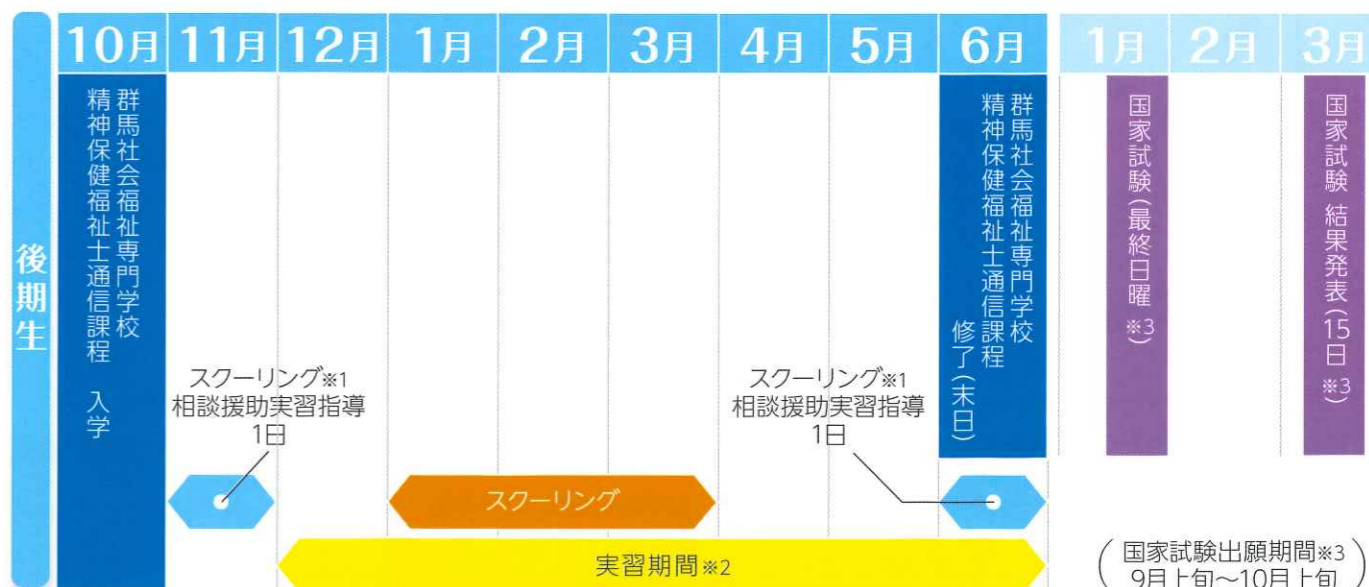 後期生
10月 11月 12月 1月 2月 3月 4月 5月 6月 1月 2月 3月
群馬社会福祉専門学校
精神保健福祉士通信課程 入学
群馬社会福祉専門学校
精神保健福祉士通信課程
修了(末日)
国家試験(最終日曜 ※3)
国家試験 結果発表(15日 ※3)
スクーリング※1
相談援助実習指導
1日
スクーリング※1
相談援助実習指導
1日
スクーリング
実習期間※2
(国家試験出願期間※3
9月上旬~10月上旬)